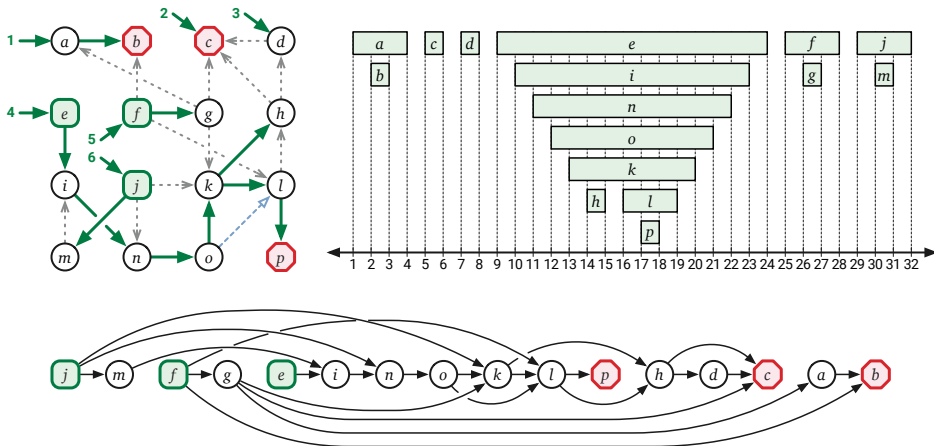 2 3
1 a b c d
4 e f g h
5
6
i j k l
m n o p
a c d e f j
b i g m
n
o
k
h l
p
1 2 3 4 5 6 7 8 9 10 11 12 13 14 15 16 17 18 19 20 21 22 23 24 25 26 27 28 29 30 31 32
j m f g e i n o k l p h d c a b